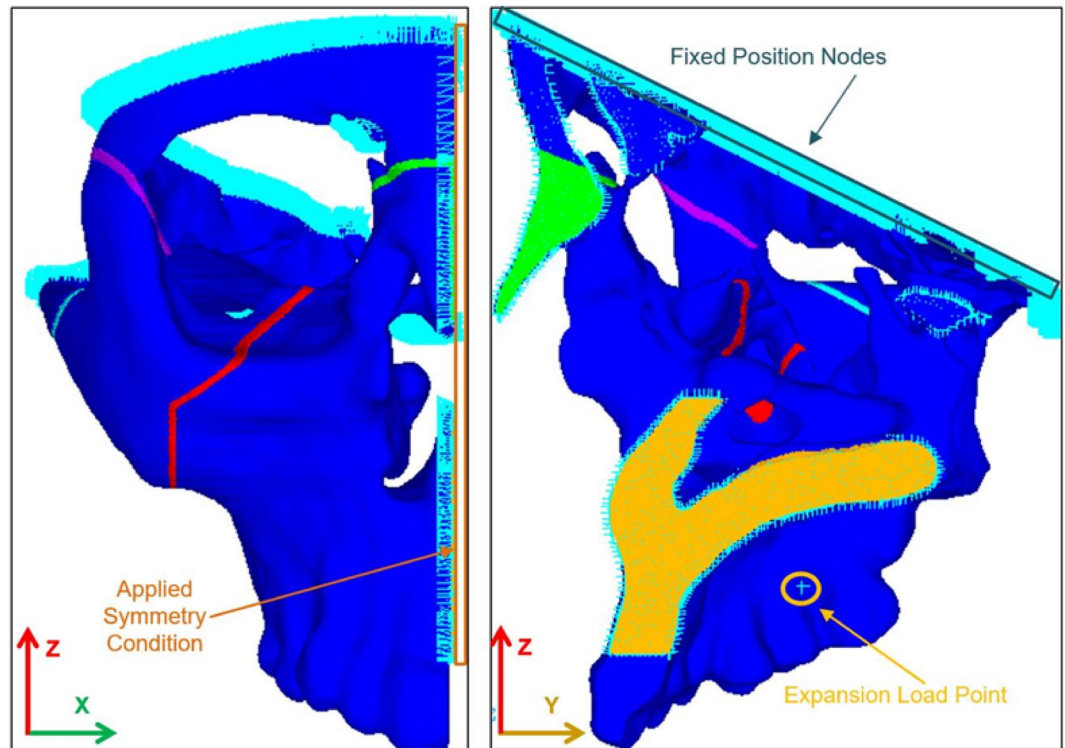 Fixed Position Nodes
Applied
Symmetry
Condition
Z
X
Z
Y
Expansion Load Point